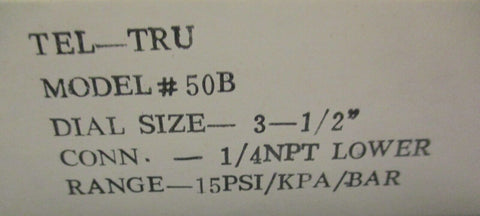 TEL—TRU
MODEL # 50B
DIAL SIZE— 3—1/2"
CONN. — 1/4NPT LOWER
RANGE—15PSI/KPA/BAR